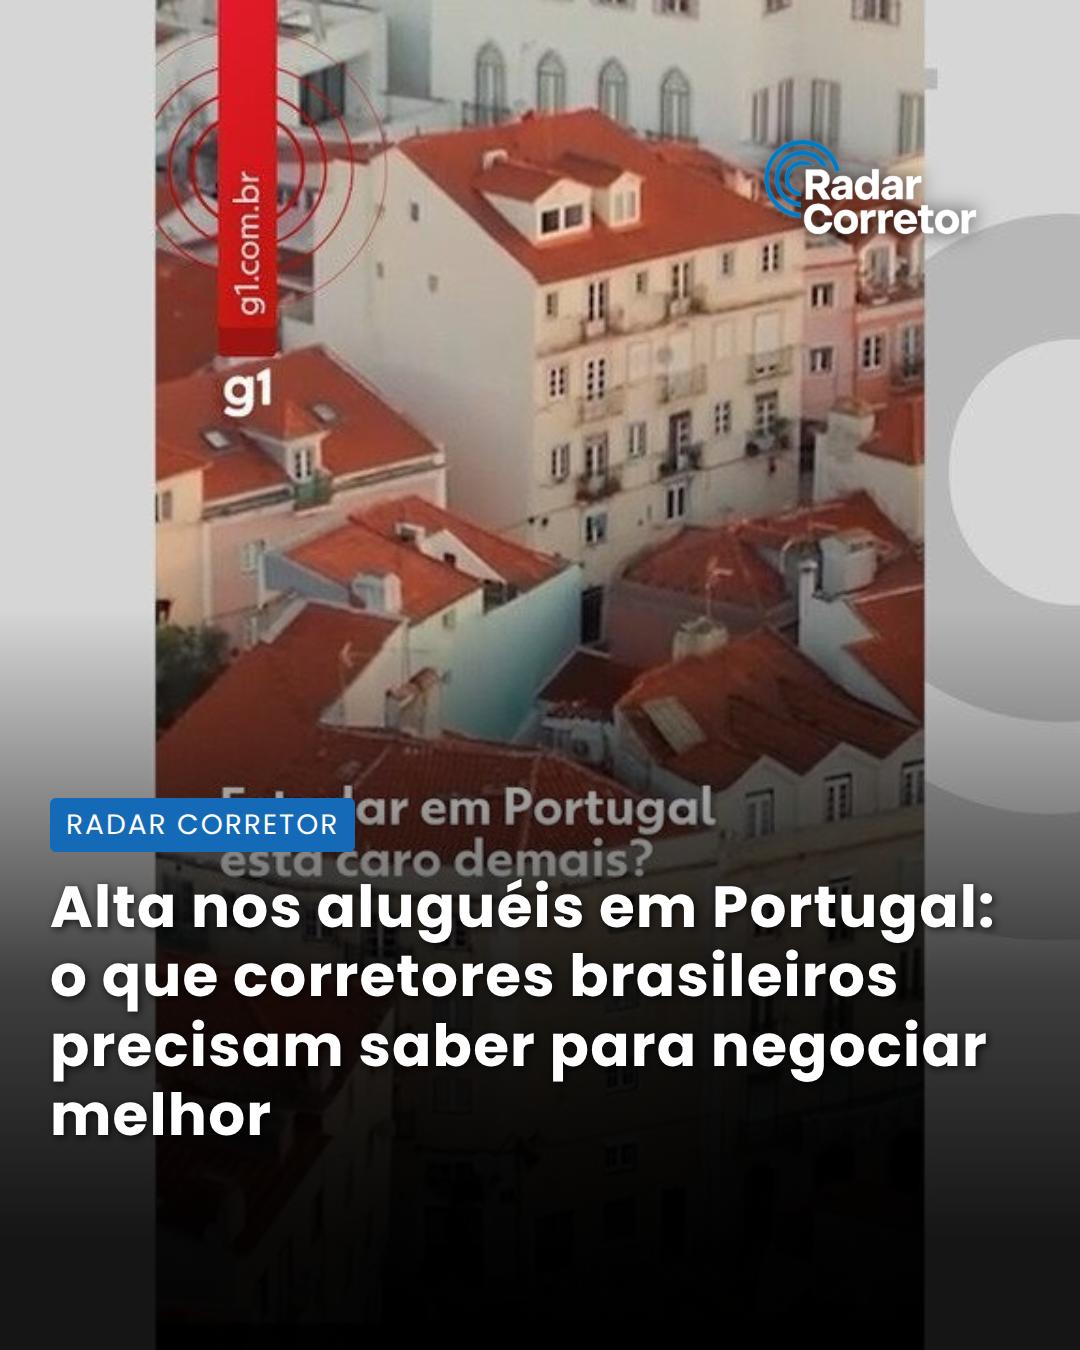 g1.com.br
g1
Radar
Corretor
ar em Portugal
está caro demais?
RADAR CORRETOR
Alta nos aluguéis em Portugal:
o que corretores brasileiros
precisam saber para negociar
melhor